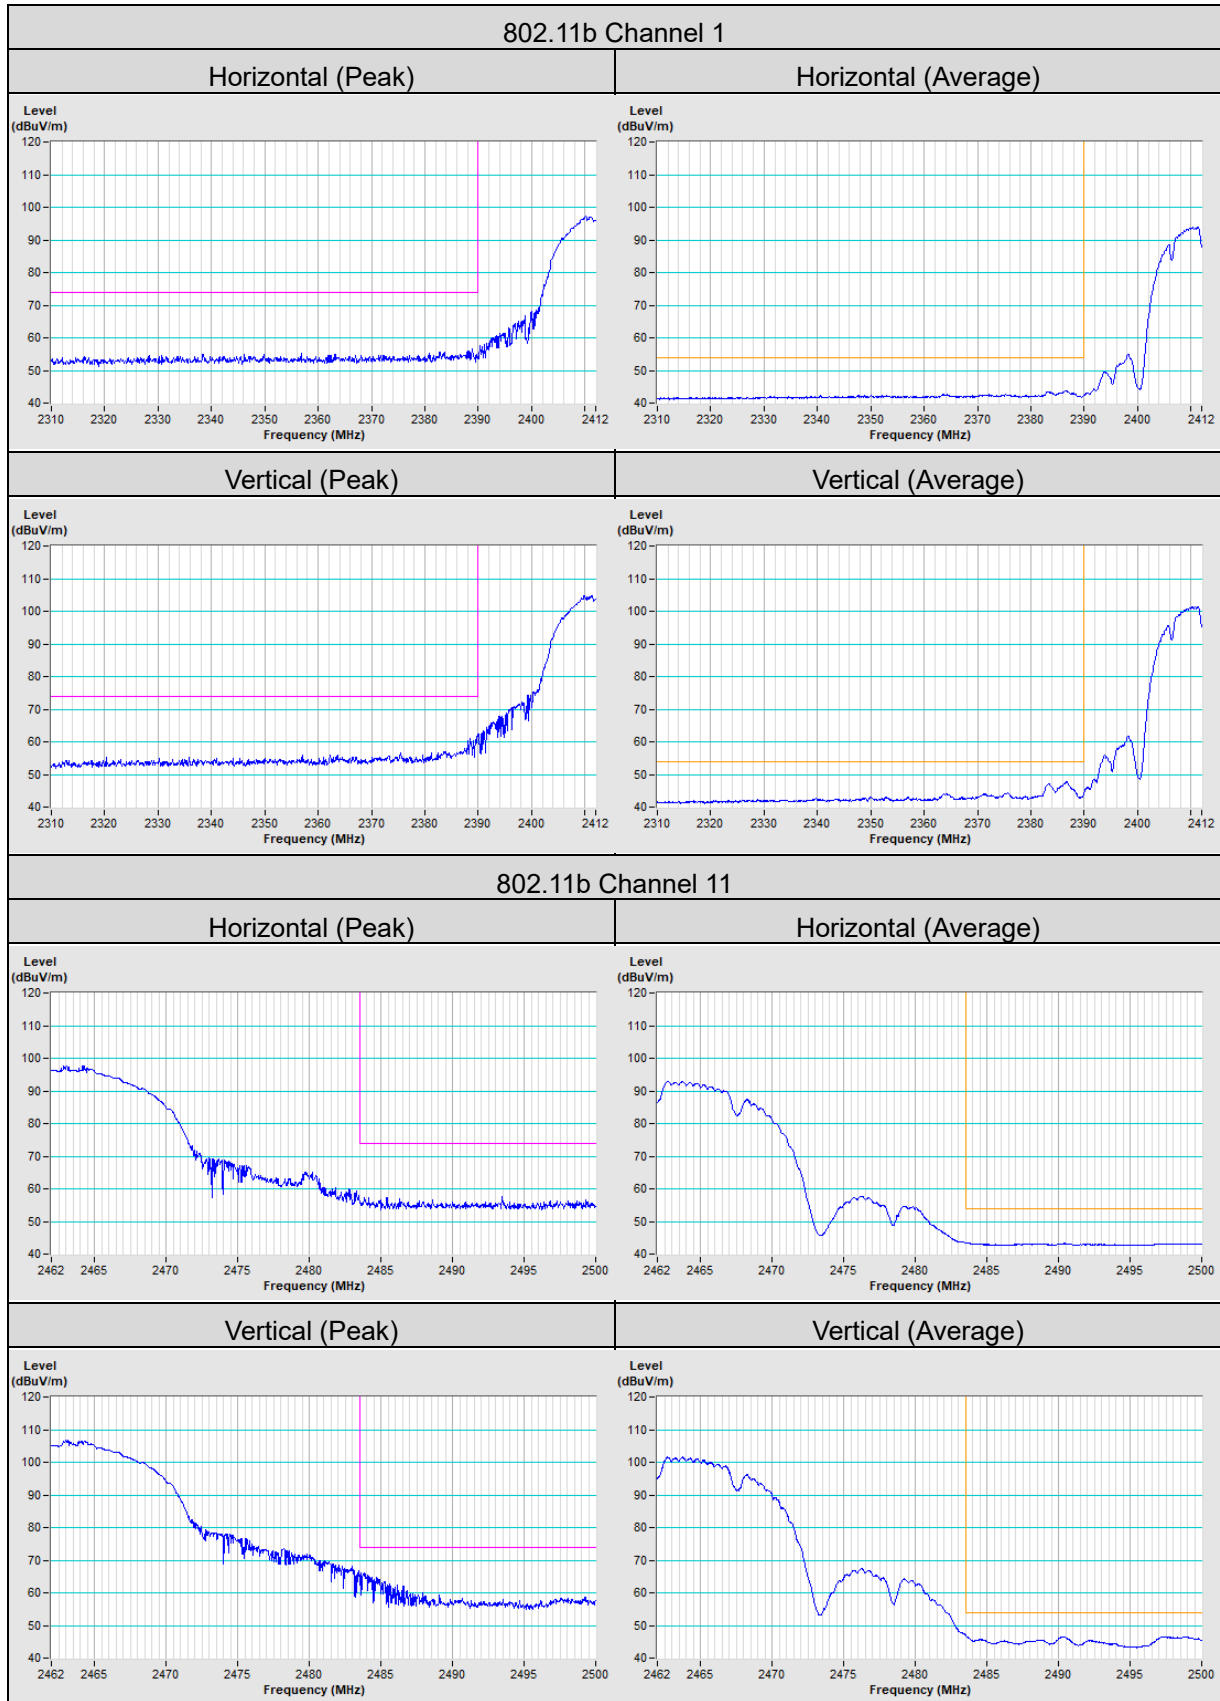 802.11b Channel 1
Horizontal (Peak)
Horizontal (Average)
Level
(dBuV/m)
120
110
100
90
80
70
60
50
40
2310 2320 2330 2340 2350 2360 2370 2380 2390 2400 2412
Frequency (MHz)
Level
(dBuV/m)
120
110
100
90
80
70
60
50
40
2310 2320 2330 2340 2350 2360 2370 2380 2390 2400 2412
Frequency (MHz)
Vertical (Peak)
Vertical (Average)
Level
(dBuV/m)
120
110
100
90
80
70
60
50
40
2310 2320 2330 2340 2350 2360 2370 2380 2390 2400 2412
Frequency (MHz)
Level
(dBuV/m)
120
110
100
90
80
70
60
50
40
2310 2320 2330 2340 2350 2360 2370 2380 2390 2400 2412
Frequency (MHz)
802.11b Channel 11
Horizontal (Peak)
Horizontal (Average)
Level
(dBuV/m)
120
110
100
90
80
70
60
50
40
2462 2465 2470 2475 2480 2485 2490 2495 2500
Frequency (MHz)
Level
(dBuV/m)
120
110
100
90
80
70
60
50
40
2462 2465 2470 2475 2480 2485 2490 2495 2500
Frequency (MHz)
Vertical (Peak)
Vertical (Average)
Level
(dBuV/m)
120
110
100
90
80
70
60
50
40
2462 2465 2470 2475 2480 2485 2490 2495 2500
Frequency (MHz)
Level
(dBuV/m)
120
110
100
90
80
70
60
50
40
2462 2465 2470 2475 2480 2485 2490 2495 2500
Frequency (MHz)